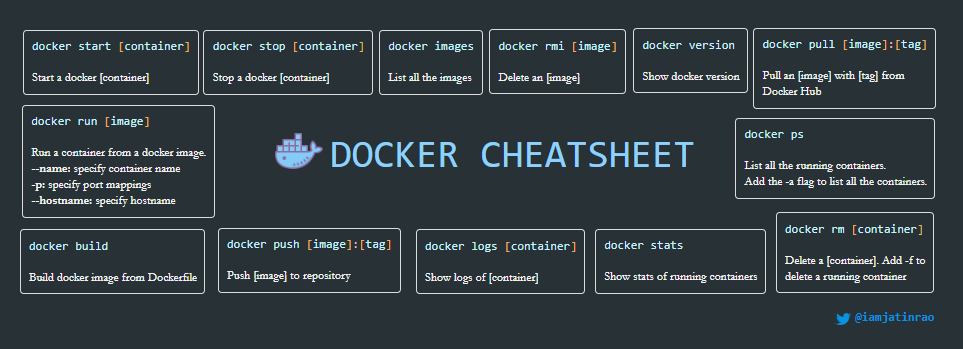 docker start [container]
Start a docker [container]
docker stop [container]
Stop a docker [container]
docker images
List all the images
docker rmi [image]
Delete an [image]
docker version
Show docker version
docker pull [image]:[tag]
Pull an [image] with [tag] from
Docker Hub
docker run [image]
Run a container from a docker image.
--name: specify container name
-p: specify port mappings
--hostname: specify hostname
DOCKER CHEATSHEET
docker ps
List all the running containers.
Add the -a flag to list all the containers.
docker build
Build docker image from Dockerfile
docker push [image]:[tag]
Push [image] to repository
docker logs [container]
Show logs of [container]
docker stats
Show stats of running containers
docker rm [container]
Delete a [container]. Add -f to
delete a running container
@iamjatinrao